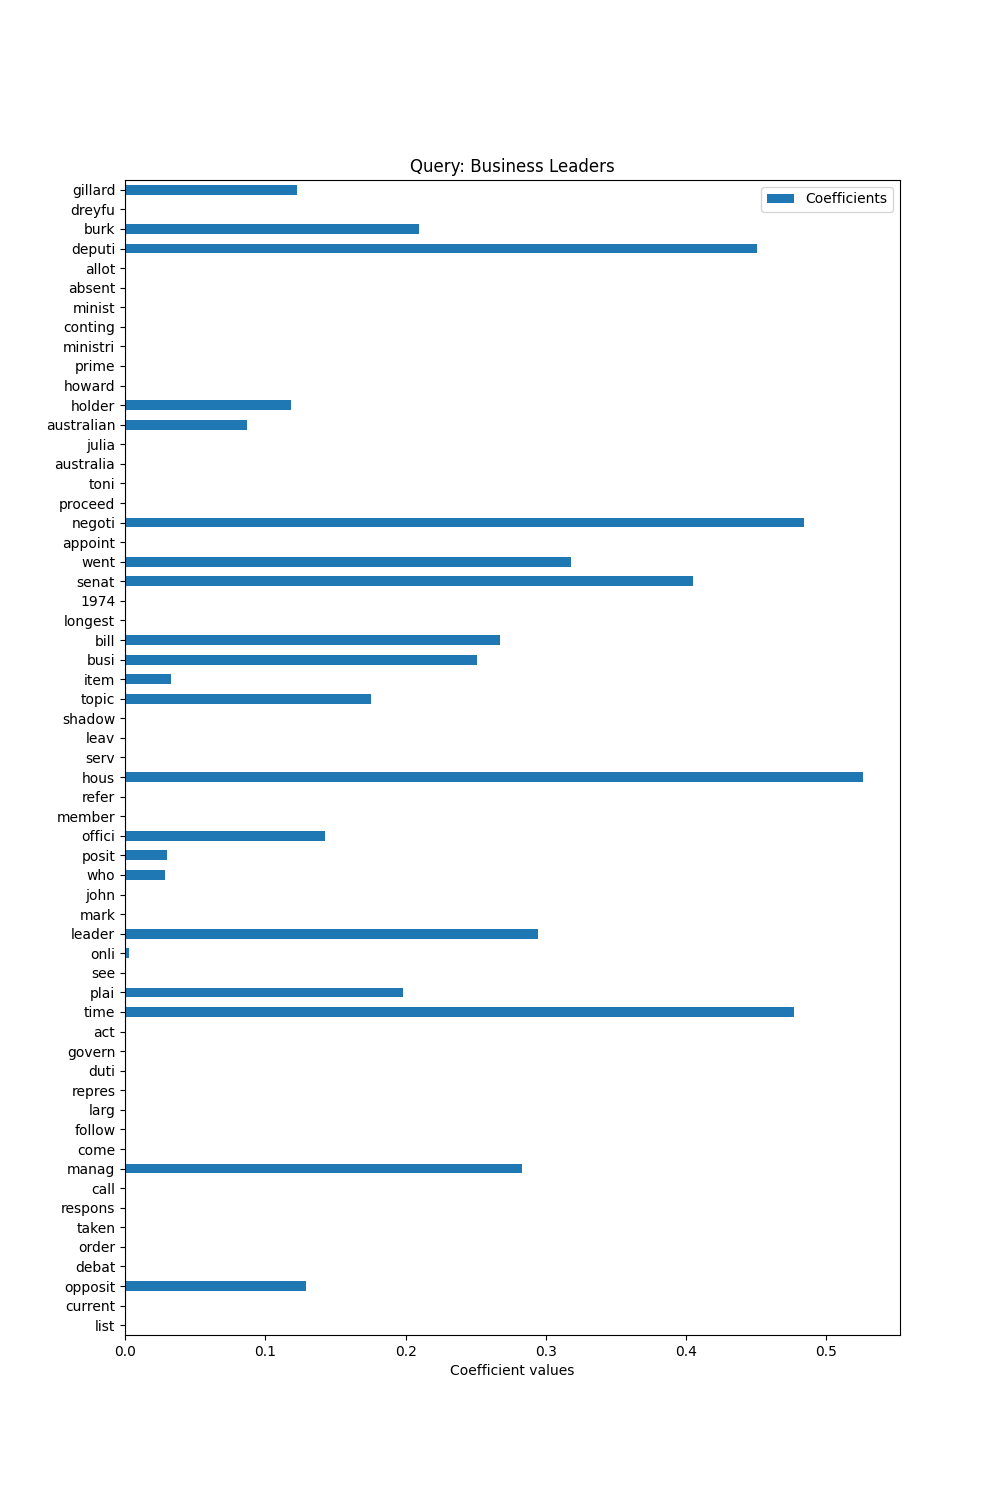 Query: Business Leaders
Coefficients
gillard
dreyfu
burk
deputi
allot
absent
minist
conting
ministri
prime
howard
holder
australian
julia
australia
toni
proceed
negoti
appoint
went
senat
1974
longest
bill
busi
item
topic
shadow
leav
serv
hous
refer
member
offici
posit
who
john
mark
leader
onli
see
plai
time
act
govern
duti
repres
larg
follow
come
manag
call
respons
taken
order
debat
opposit
current
list
0.0 0.1 0.2 0.3 0.4 0.5
Coefficient values